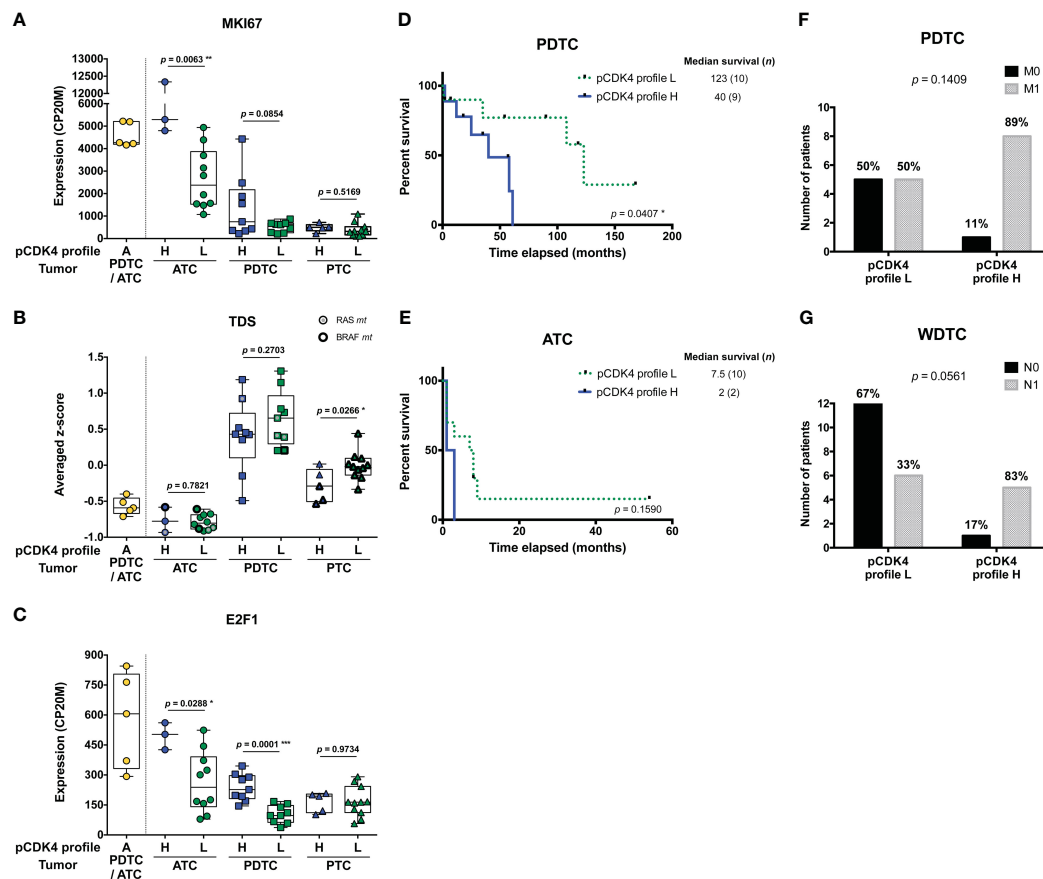 A
MKI67
Expression (CP20M)
13000
12500
12000
6000
5000
4000
3000
2000
1000
0
p = 0.0063 **
p = 0.0854
p = 0.5169
pCDK4 profile A H L H L H L
Tumor PDTC / ATC ATC PDTC PTC
B
TDS
RAS mt
BRAF mt
Averaged z-score
1.5
1.0
0.5
0.0
-0.5
-1.0
p = 0.2703
p = 0.0266 *
p = 0.7821
pCDK4 profile A H L H L H L
Tumor PDTC / ATC ATC PDTC PTC
C
E2F1
Expression (CP20M)
900
750
600
450
300
150
0
p = 0.0288 *
p = 0.0001 ***
p = 0.9734
pCDK4 profile A H L H L H L
Tumor PDTC / ATC ATC PDTC PTC
D
PDTC
Median survival (n)
pCDK4 profile L 123 (10)
pCDK4 profile H 40 (9)
Percent survival
100
50
0
p = 0.0407 *
0 50 100 150 200
Time elapsed (months)
E
ATC
Median survival (n)
pCDK4 profile L 7.5 (10)
pCDK4 profile H 2 (2)
Percent survival
100
50
0
p = 0.1590
0 20 40 60
Time elapsed (months)
F
PDTC
p = 0.1409
M0
M1
Number of patients
10
8
6
4
2
0
50% 50% 11% 89%
pCDK4 profile L
pCDK4 profile H
G
WDTC
p = 0.0561
N0
N1
Number of patients
12
10
8
6
4
2
0
67% 33% 17% 83%
pCDK4 profile L
pCDK4 profile H